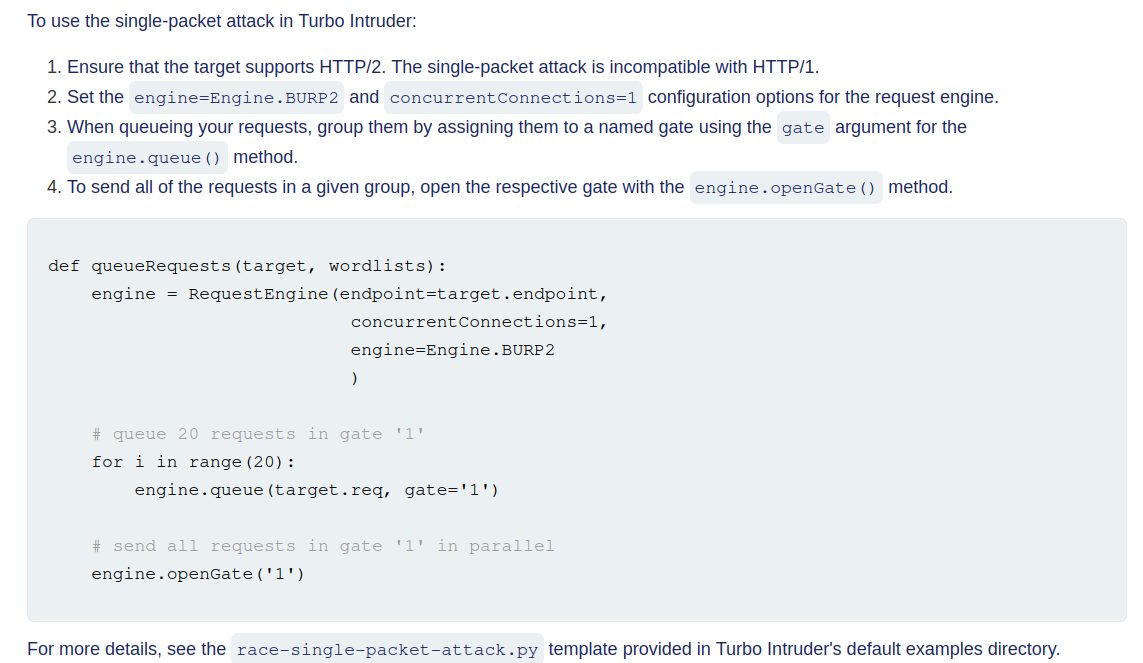 To use the single-packet attack in Turbo Intruder:
1. Ensure that the target supports HTTP/2. The single-packet attack is incompatible with HTTP/1.
2. Set the engine=Engine.BURP2 and concurrentConnections=1 configuration options for the request engine.
3. When queueing your requests, group them by assigning them to a named gate using the gate argument for the
engine.queue() method.
4. To send all of the requests in a given group, open the respective gate with the engine.openGate() method.
def queueRequests(target, wordlists):
    engine = RequestEngine(endpoint=target.endpoint,
                            concurrentConnections=1,
                            engine=Engine.BURP2
                            )
    # queue 20 requests in gate '1'
    for i in range(20):
        engine.queue(target.req, gate='1')
    # send all requests in gate '1' in parallel
    engine.openGate('1')
For more details, see the race-single-packet-attack.py template provided in Turbo Intruder's default examples directory.